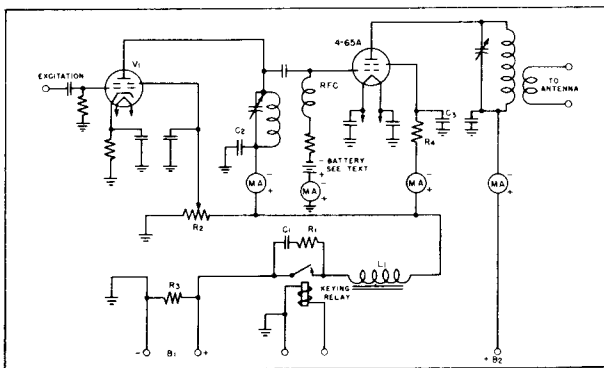 4-65A
V1
EXCITATION
RFC
TO
ANTENNA
C2
C3
R4
BATTERY
SEE TEXT
MA
MA
MA
MA
R2
C1
R1
L1
R3
KEYING
RELAY
- B1 +
+ B2